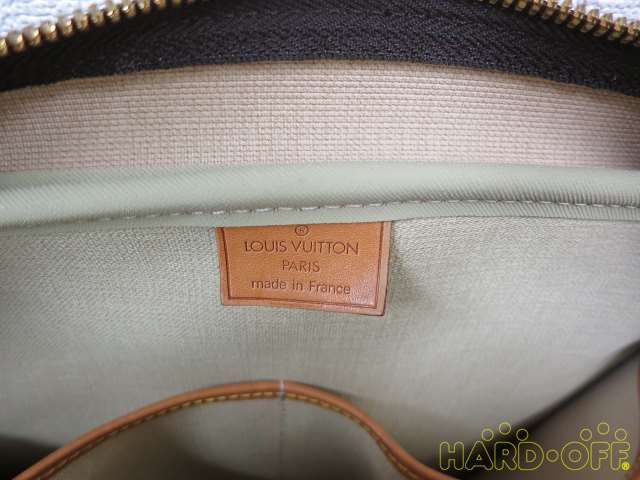 ®
LOUIS VUITTON
PARIS
made in France
HARD-OFF